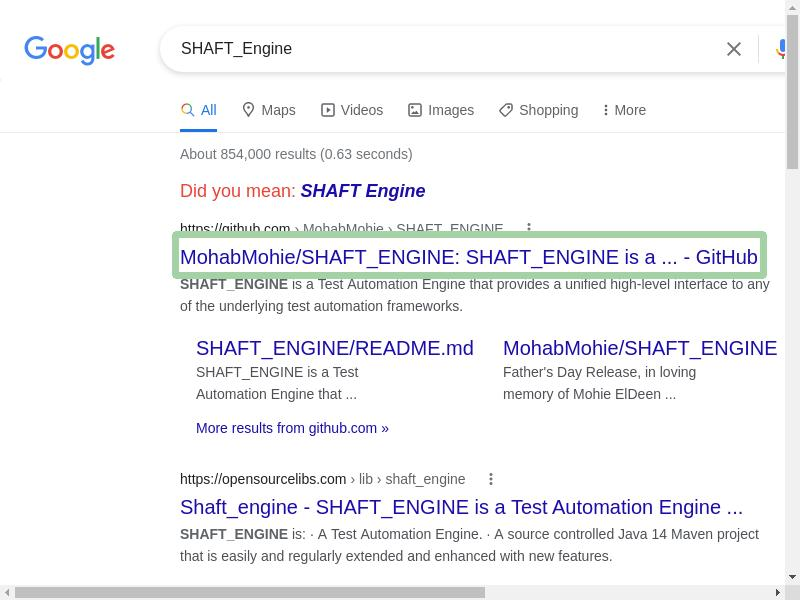 Google
SHAFT_Engine
All Maps Videos Images Shopping More
About 854,000 results (0.63 seconds)
Did you mean: SHAFT Engine
https://github.com › MohabMohie › SHAFT_ENGINE
MohabMohie/SHAFT_ENGINE: SHAFT_ENGINE is a ... - GitHub
SHAFT_ENGINE is a Test Automation Engine that provides a unified high-level interface to any
of the underlying test automation frameworks.
SHAFT_ENGINE/README.md
SHAFT_ENGINE is a Test
Automation Engine that ...
MohabMohie/SHAFT_ENGINE
Father's Day Release, in loving
memory of Mohie ElDeen ...
More results from github.com »
https://opensourcelibs.com › lib › shaft_engine
Shaft_engine - SHAFT_ENGINE is a Test Automation Engine ...
SHAFT_ENGINE is: · A Test Automation Engine. · A source controlled Java 14 Maven project
that is easily and regularly extended and enhanced with new features.